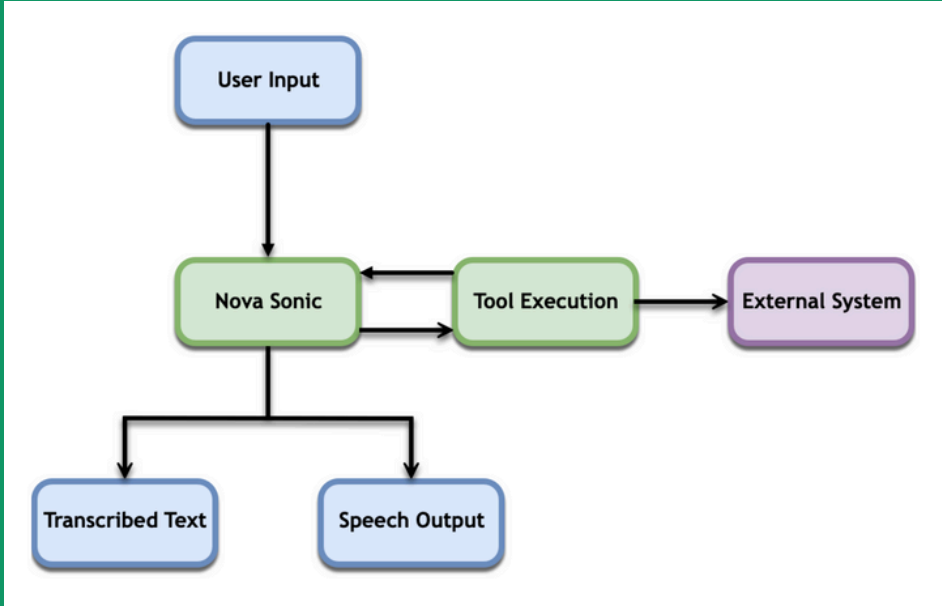 User Input
Nova Sonic
Tool Execution
External System
Transcribed Text
Speech Output